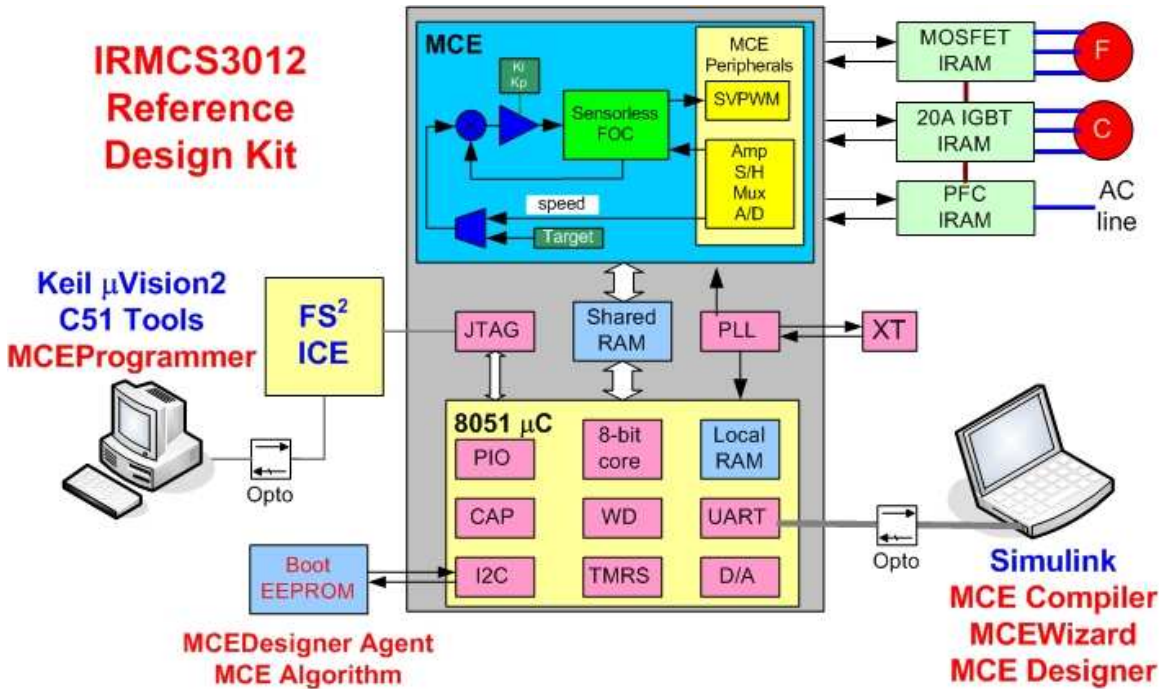 IRMCS3012
Reference
Design Kit
MCE
Ki
Kp
Sensorless
FOC
MCE
Peripherals
SVPWM
Amp
S/H
Mux
A/D
speed
Target
MOSFET
IRAM
F
20A IGBT
IRAM
C
PFC
IRAM
AC
line
Keil µVision2
C51 Tools
MCEProgrammer
FS²
ICE
Opto
JTAG
Shared
RAM
PLL
XT
8051 µC
PIO
8-bit
core
Local
RAM
CAP
WD
UART
I2C
TMRS
D/A
Boot
EEPROM
MCEDesigner Agent
MCE Algorithm
Opto
Simulink
MCE Compiler
MCEWizard
MCE Designer